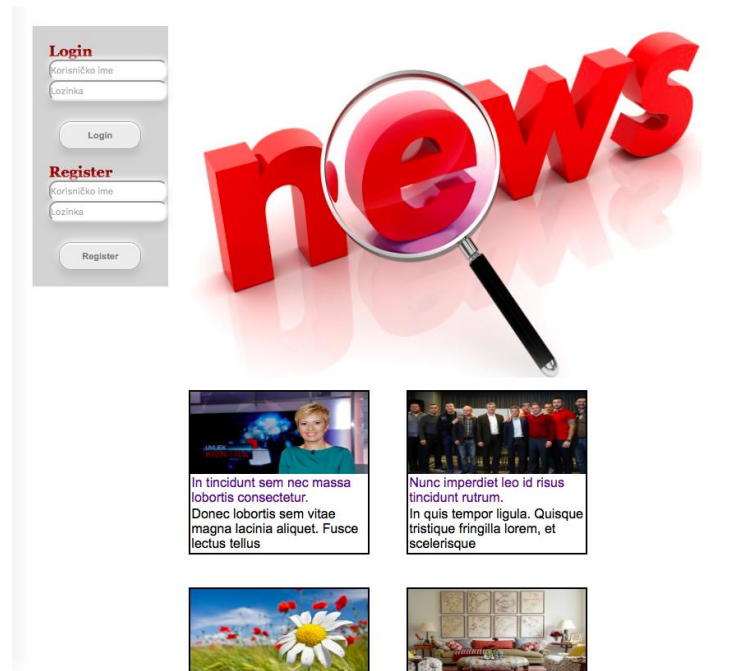 Login
Korisničko ime
Lozinka
Login
Register
Korisničko ime
Lozinka
Register
news
In tincidunt sem nec massa
lobortis consectetur.
Donec lobortis sem vitae
magna lacinia aliquet. Fusce
lectus tellus
Nunc imperdiet leo id risus
tincidunt rutrum.
In quis tempor ligula. Quisque
tristique fringilla lorem, et
scelerisque